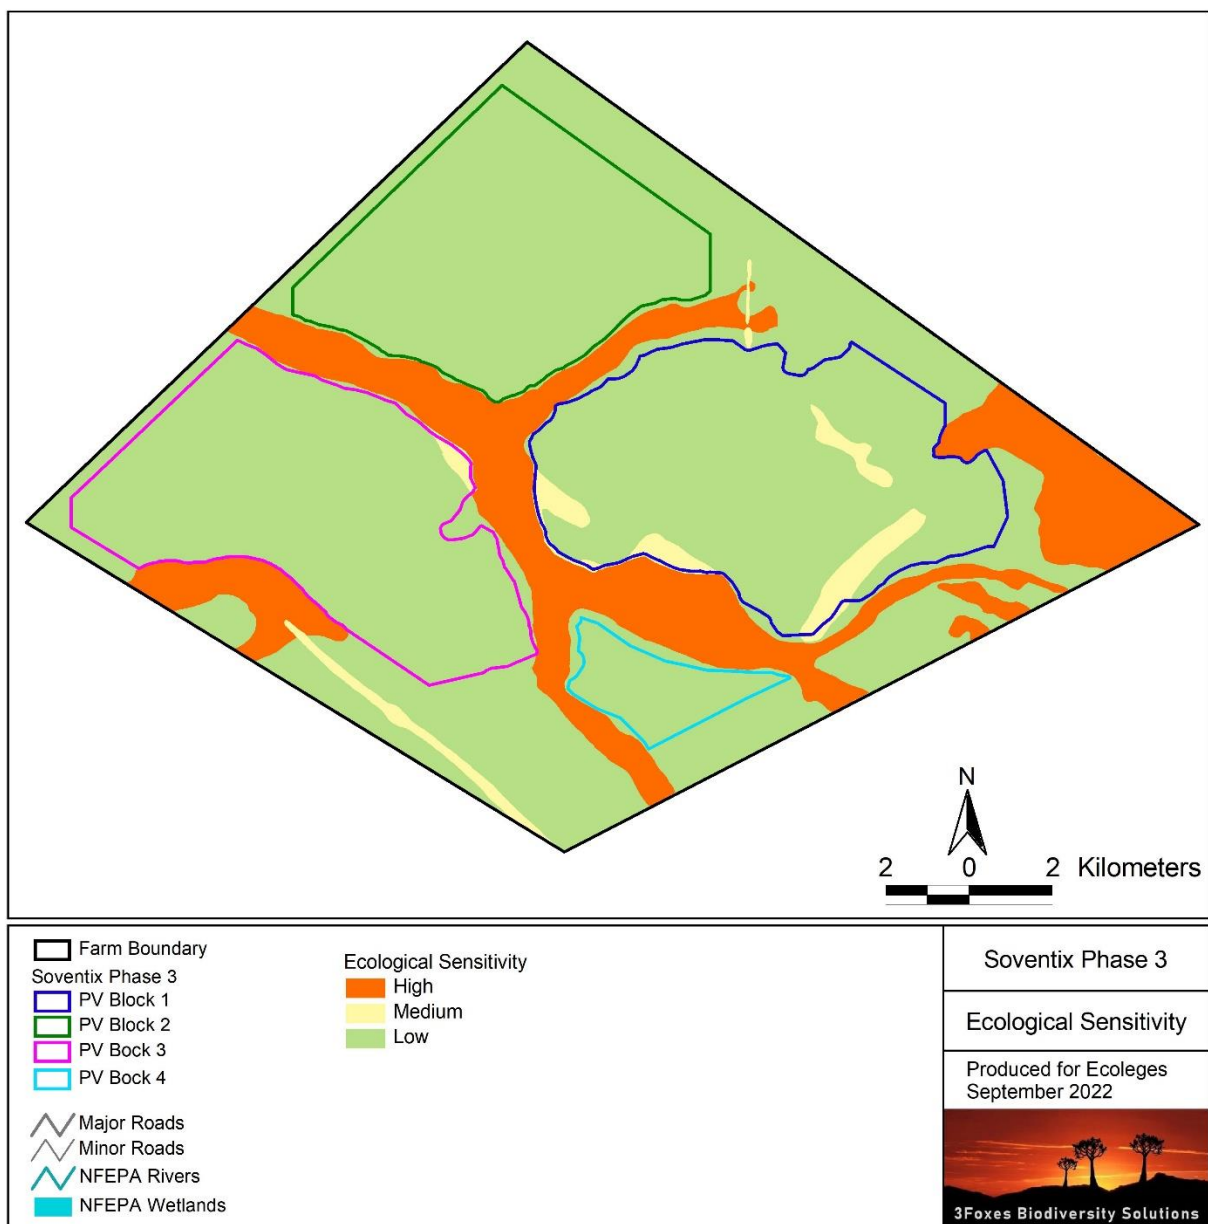 N
2 0 2 Kilometers
Farm Boundary
Soventix Phase 3
PV Block 1
PV Block 2
PV Bock 3
PV Bock 4
Major Roads
Minor Roads
NFEPA Rivers
NFEPA Wetlands
Ecological Sensitivity
High
Medium
Low
Soventix Phase 3
Ecological Sensitivity
Produced for Ecoleges
September 2022
3Foxes Biodiversity Solutions